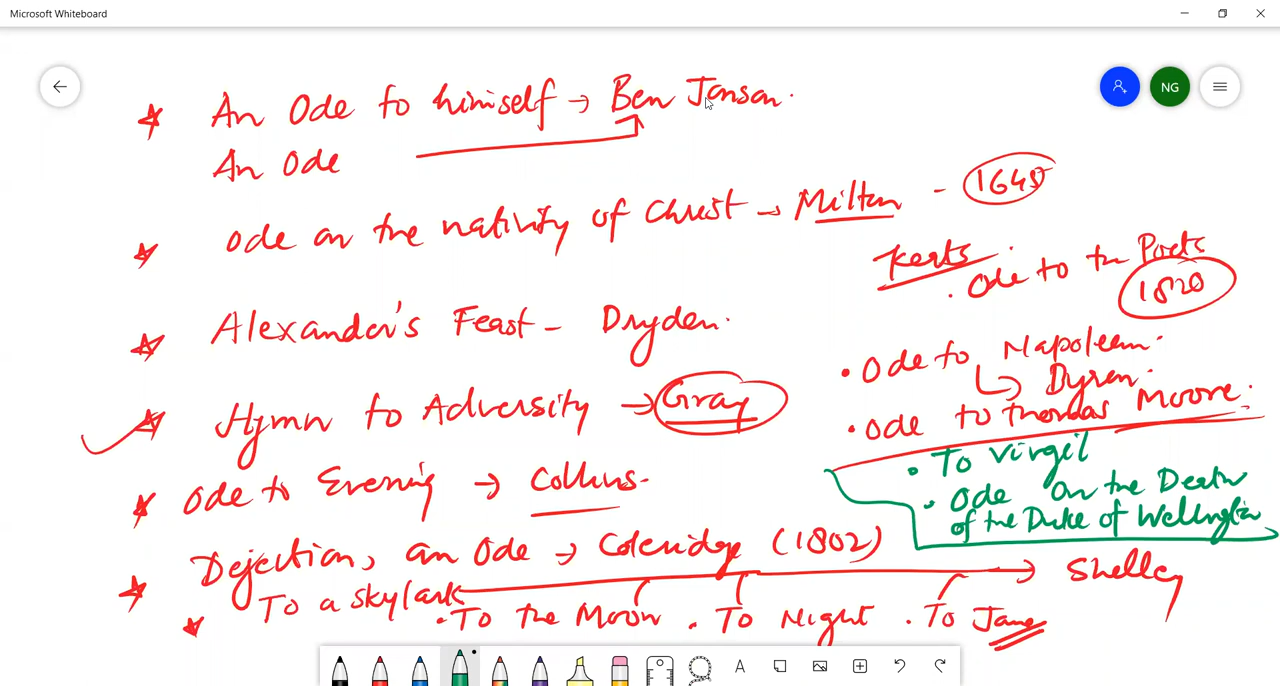 Microsoft Whiteboard
NG
An Ode to himself → Ben Jonson.
An Ode
Ode on the nativity of Christ → Milton - 1645
Keats
. Ode to the Poets
1820
Alexander's Feast - Dryden.
• Ode to Napoleon.
↳ Byron.
Hymn to Adversity → Gray
• Ode to Thomas Moore.
• To Virgil
Ode to Evening → Collins.
• Ode On the Death
of the Duke of Wellington
Dejection, an Ode → Coleridge (1802)
To a skylark → Shelley
• To the Moon . To Night . To Jane
A